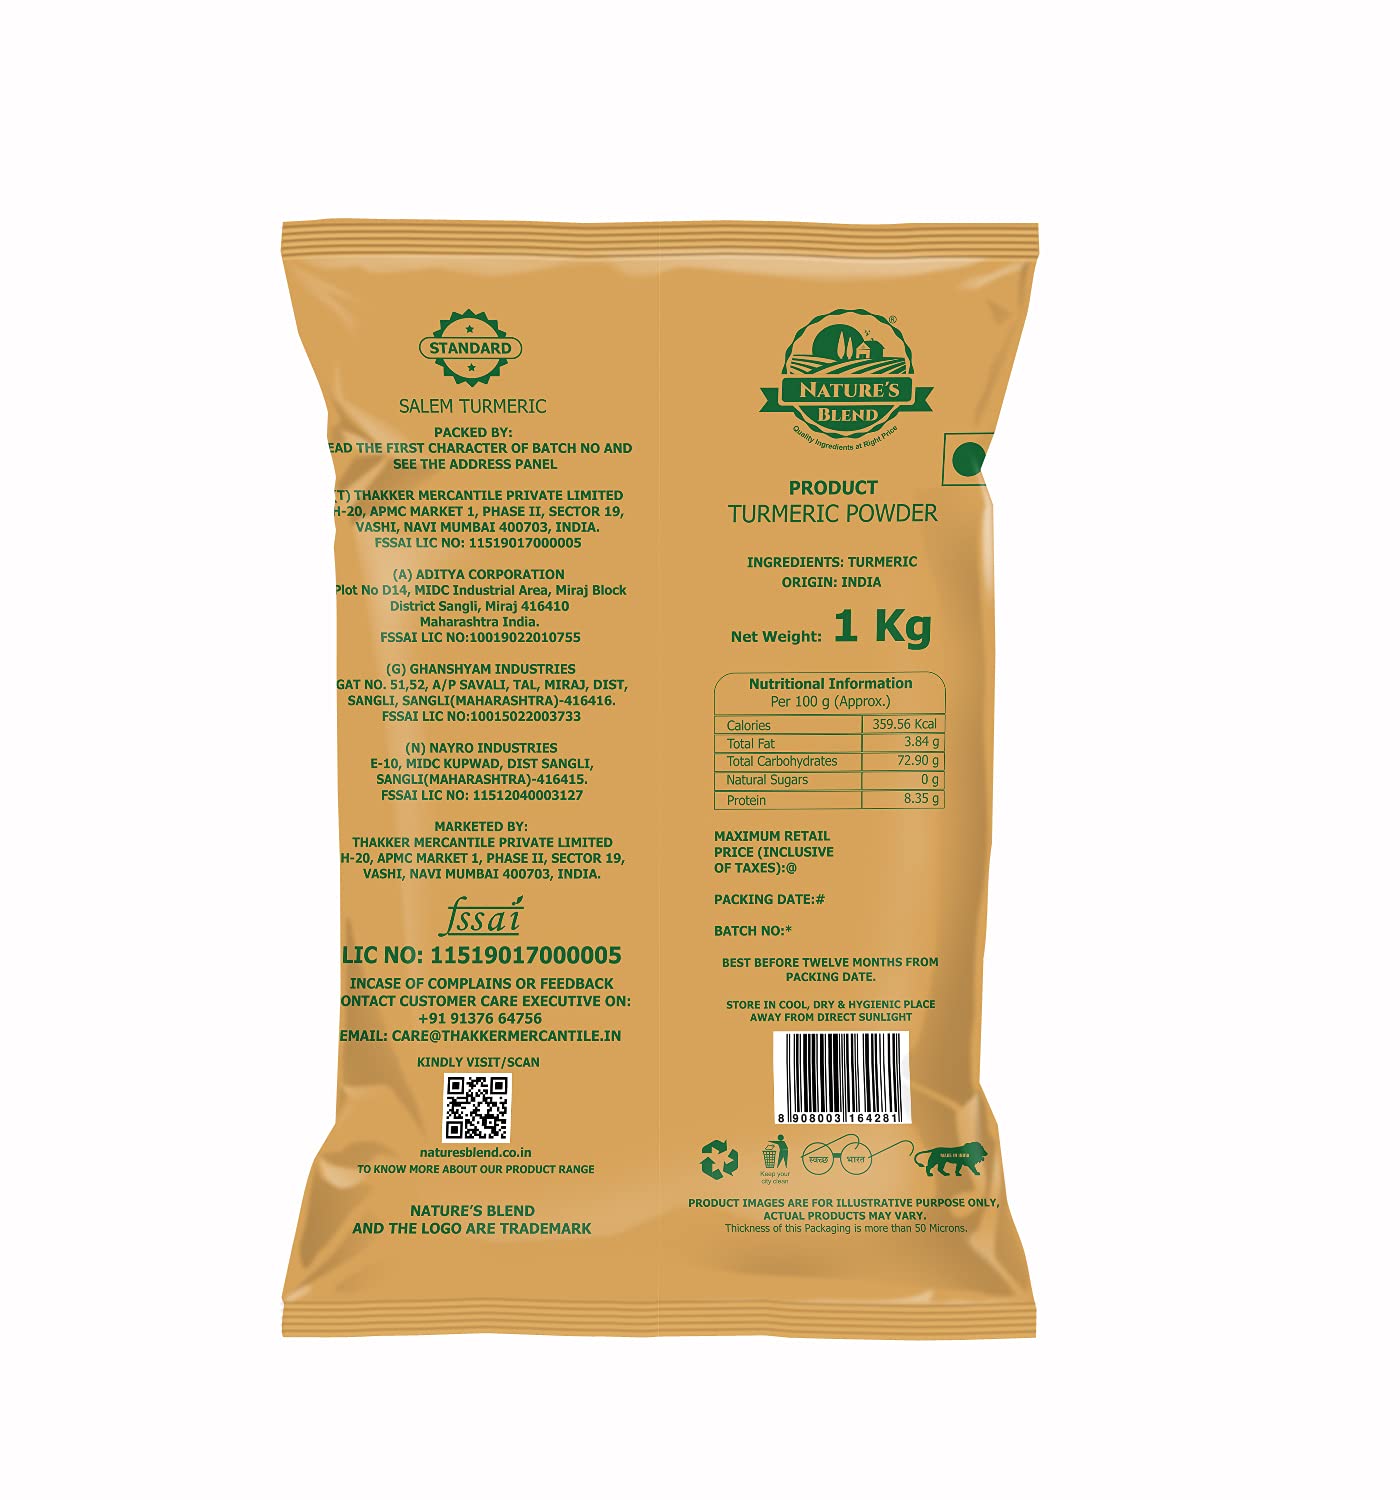 STANDARD
SALEM TURMERIC
PACKED BY:
EAD THE FIRST CHARACTER OF BATCH NO AND
SEE THE ADDRESS PANEL
(T) THAKKER MERCANTILE PRIVATE LIMITED
H-20, APMC MARKET 1, PHASE II, SECTOR 19,
VASHI, NAVI MUMBAI 400703, INDIA.
FSSAI LIC NO: 11519017000005
(A) ADITYA CORPORATION
Plot No D14, MIDC Industrial Area, Miraj Block
District Sangli, Miraj 416410
Maharashtra India.
FSSAI LIC NO:10019022010755
(G) GHANSHYAM INDUSTRIES
GAT NO. 51,52, A/P SAVALI, TAL, MIRAJ, DIST,
SANGLI, SANGLI(MAHARASHTRA)-416416.
FSSAI LIC NO:10015022003733
(N) NAYRO INDUSTRIES
E-10, MIDC KUPWAD, DIST SANGLI,
SANGLI(MAHARASHTRA)-416415.
FSSAI LIC NO: 11512040003127
MARKETED BY:
THAKKER MERCANTILE PRIVATE LIMITED
H-20, APMC MARKET 1, PHASE II, SECTOR 19,
VASHI, NAVI MUMBAI 400703, INDIA.
fssai
LIC NO: 11519017000005
INCASE OF COMPLAINS OR FEEDBACK
ONTACT CUSTOMER CARE EXECUTIVE ON:
+91 91376 64756
EMAIL: CARE@THAKKERMERCANTILE.IN
KINDLY VISIT/SCAN
naturesblend.co.in
TO KNOW MORE ABOUT OUR PRODUCT RANGE
NATURE'S BLEND
AND THE LOGO ARE TRADEMARK
®
NATURE'S
BLEND
Quality Ingredients at Right Price
PRODUCT
TURMERIC POWDER
INGREDIENTS: TURMERIC
ORIGIN: INDIA
Net Weight: 1 Kg
Nutritional Information
Per 100 g (Approx.)
Calories 359.56 Kcal
Total Fat 3.84 g
Total Carbohydrates 72.90 g
Natural Sugars 0 g
Protein 8.35 g
MAXIMUM RETAIL
PRICE (INCLUSIVE
OF TAXES):@
PACKING DATE:#
BATCH NO:*
BEST BEFORE TWELVE MONTHS FROM
PACKING DATE.
STORE IN COOL, DRY & HYGIENIC PLACE
AWAY FROM DIRECT SUNLIGHT
8 908003 164281
Keep your
city clean
स्वच्छ भारत
MADE IN INDIA
PRODUCT IMAGES ARE FOR ILLUSTRATIVE PURPOSE ONLY,
ACTUAL PRODUCTS MAY VARY.
Thickness of this Packaging is more than 50 Microns.